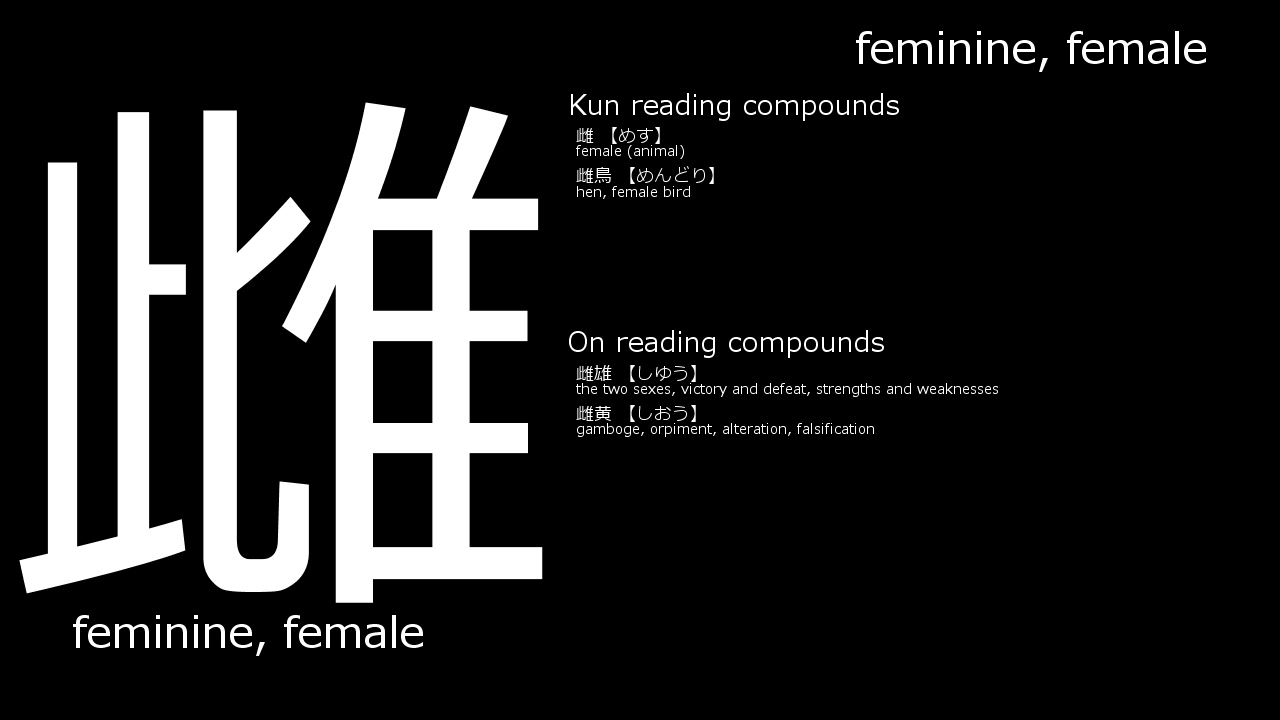 feminine, female
雌
Kun reading compounds
雌 【めす】
female (animal)
雌鳥 【めんどり】
hen, female bird
On reading compounds
雌雄 【しゆう】
the two sexes, victory and defeat, strengths and weaknesses
雌黄 【しおう】
gamboge, orpiment, alteration, falsification
feminine, female